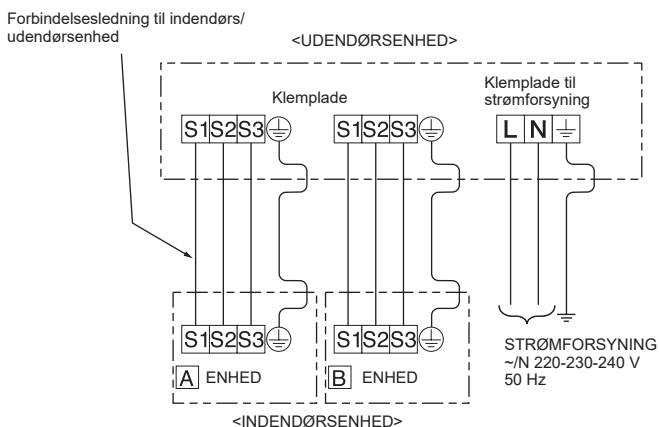 Forbindelsesledning til indendørs/
udendørsenhed
<UDENDØRSENHED>
Klemplade
Klemplade til
strømforsyning
S1 S2 S3
S1 S2 S3
L N
S1 S2 S3
S1 S2 S3
A ENHED
B ENHED
STRØMFORSYNING
~/N 220-230-240 V
50 Hz
<INDENDØRSENHED>